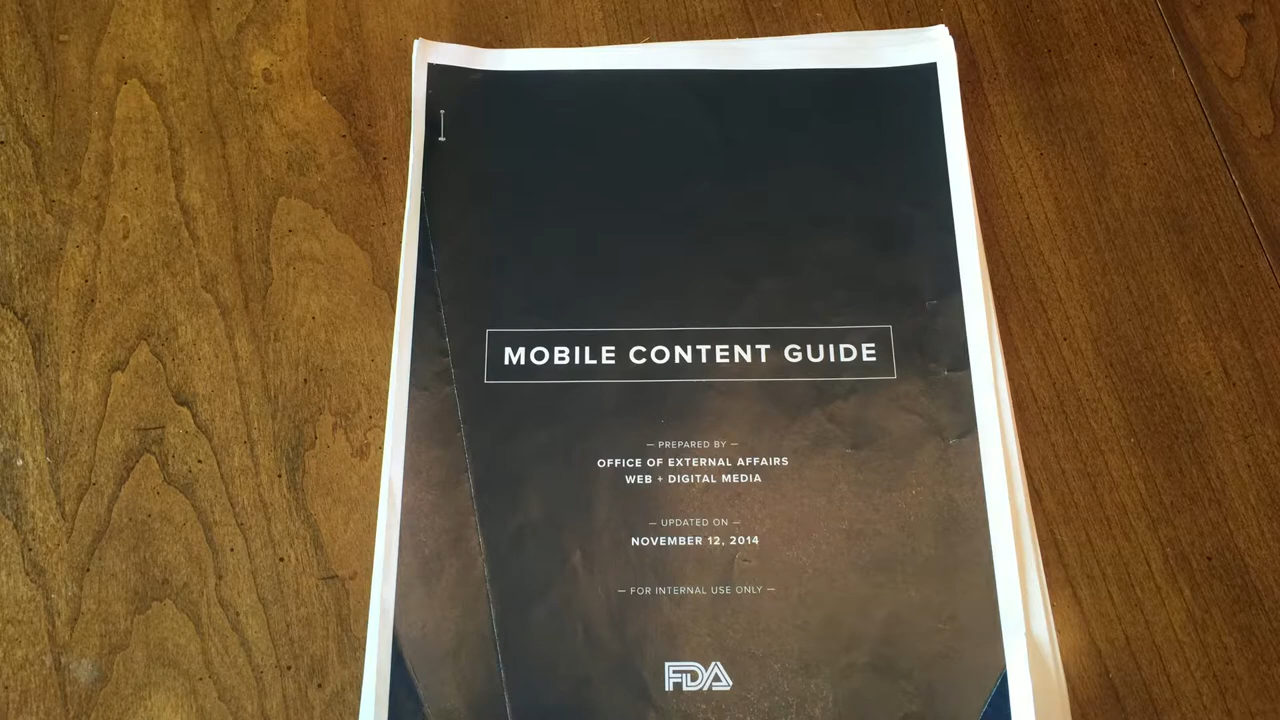 MOBILE CONTENT GUIDE
— PREPARED BY —
OFFICE OF EXTERNAL AFFAIRS
WEB + DIGITAL MEDIA
— UPDATED ON —
NOVEMBER 12, 2014
— FOR INTERNAL USE ONLY —
FDA